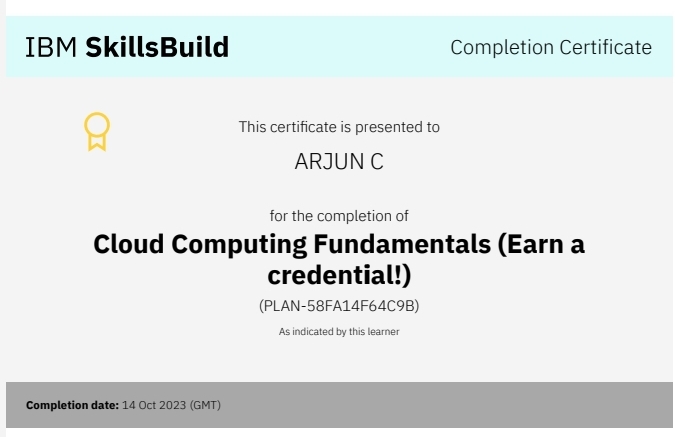 IBM SkillsBuild
Completion Certificate
This certificate is presented to
ARJUN C
for the completion of
Cloud Computing Fundamentals (Earn a
credential!)
(PLAN-58FA14F64C9B)
As indicated by this learner
Completion date: 14 Oct 2023 (GMT)